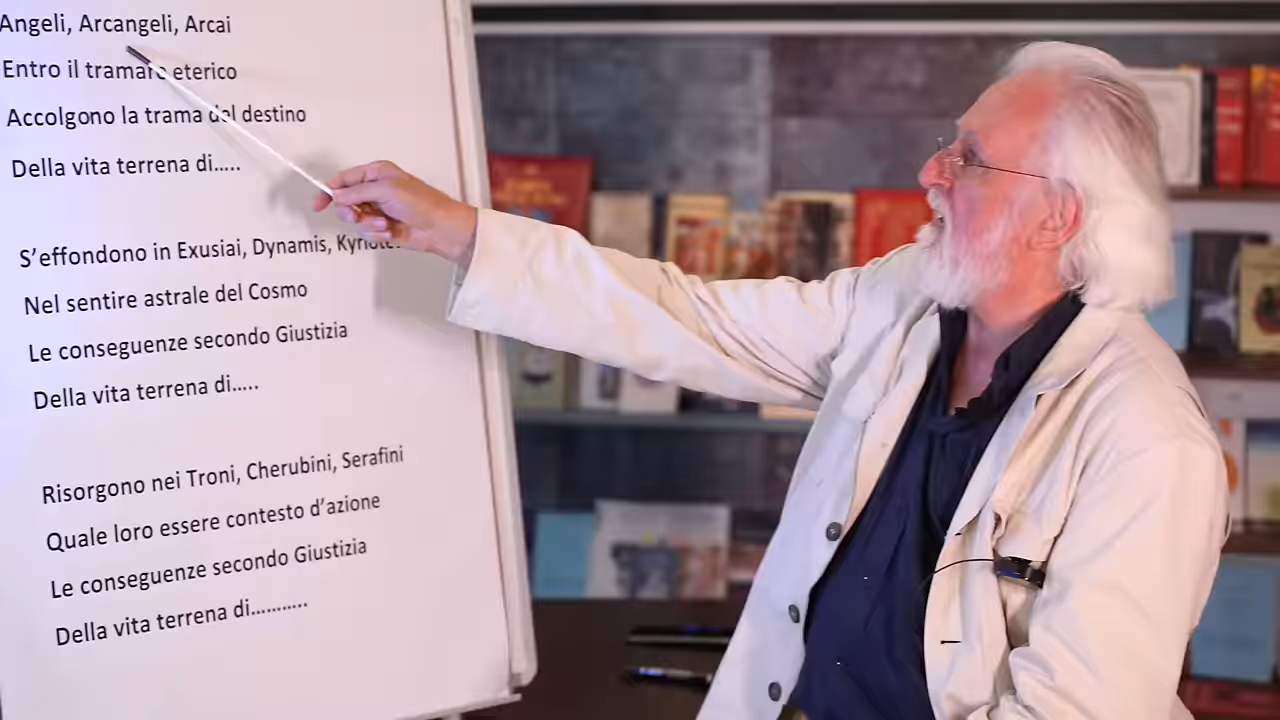 Angeli, Arcangeli, Arcai
Entro il tramare eterico
Accolgono la trama del destino
Della vita terrena di.....
S'effondono in Exusiai, Dynamis,
Nel sentire astrale del Cosmo
Le conseguenze secondo Giustizia
Della vita terrena di.....
Risorgono nei Troni, Cherubini, Serafini
Quale loro essere contesto d'azione
Le conseguenze secondo Giustizia
Della vita terrena di...........